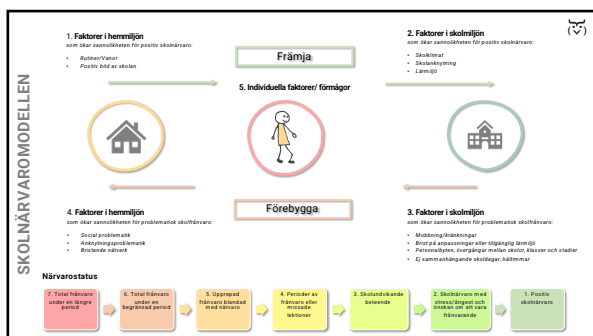 SKOLNÄRVAROMODELLEN
1. Faktorer i hemmiljön
som ökar sannolikheten för positiv skolnärvaro:
• Rutiner/Vanor
• Positiv bild av skolan
Främja
2. Faktorer i skolmiljön
som ökar sannolikheten för positiv skolnärvaro:
• Skolklimat
• Skolanknytning
• Lärmiljö
5. Individuella faktorer/ förmågor
4. Faktorer i hemmiljön
som ökar sannolikheten för problematisk skolfrånvaro:
• Social problematik
• Anknytningsproblematik
• Bristande nätverk
Förebygga
3. Faktorer i skolmiljön
som ökar sannolikheten för problematisk skolfrånvaro:
• Mobbning/kränkningar
• Brist på anpassningar eller tillgänglig lärmiljö
• Personalbyten, övergångar mellan skolor, klasser och stadier
• Ej sammanhängande skoldagar, håltimmar
Närvarostatus
7. Total frånvaro
under en längre
period
6. Total frånvaro
under en
begränsad period
5. Upprepad
frånvaro blandad
med närvaro
4. Perioder av
frånvaro eller
missade
lektioner
3. Skolundvikande
beteende
2. Skolnärvaro med
stress/ångest och
önskan om att vara
frånvarande
1. Positiv
skolnärvaro